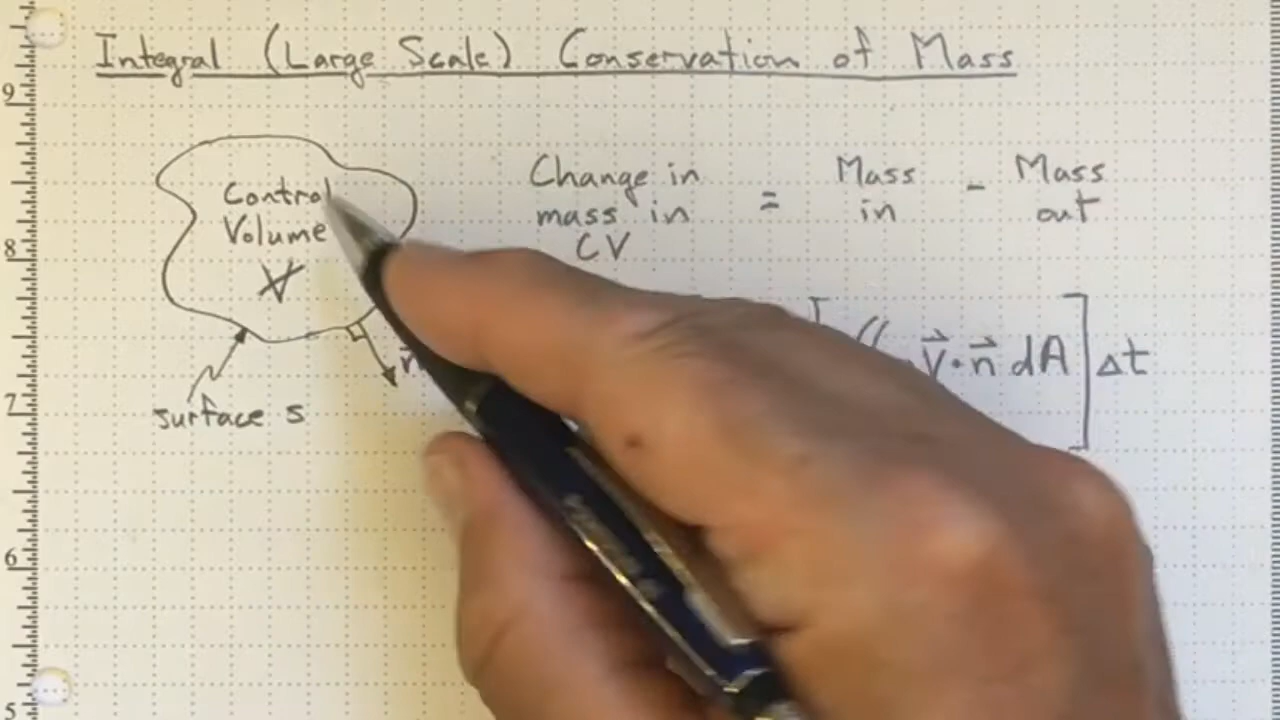 Integral (Large Scale) Conservation of Mass
Control
Volume
V
surface s
n
Change in
mass in
CV
=
Mass
in
-
Mass
out
V · n dA ] Δt
9
8
7
6
5